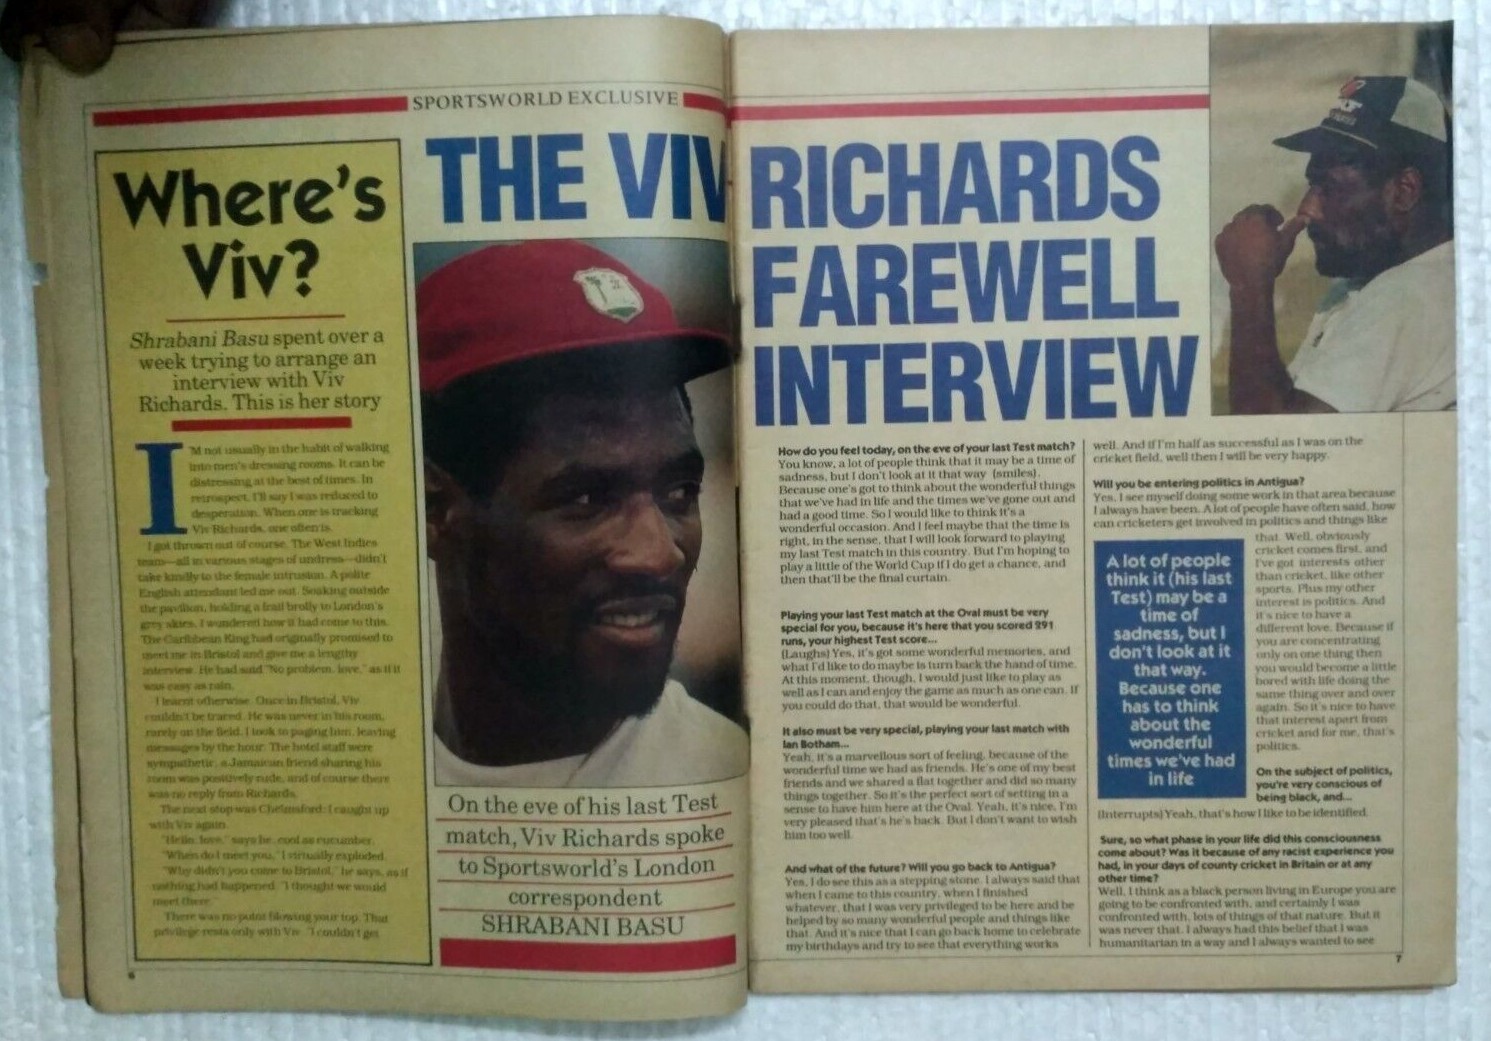 SPORTSWORLD EXCLUSIVE
THE VIV
RICHARDS
FAREWELL
INTERVIEW
Where's
Viv?
Shrabani Basu spent over a
week trying to arrange an
interview with Viv
Richards. This is her story
I'M not usually in the habit of walking
into men's dressing rooms. It can be
distressing at the best of times. In
retrospect, I'll say I was reduced to
desperation. When one is tracking
Viv Richards, one often is.
I got thrown out of course. The West Indies
team—all in various stages of undress—didn't
take kindly to the female intrusion. A polite
English attendant led me out. Soaking outside
the pavilion, holding a frail brolly to London's
grey skies, I wondered how it had come to this.
The Caribbean King had originally promised to
meet me in Bristol and give me a lengthy
interview. He had said "No problem, love," as if it
was easy as rain.
I learnt otherwise. Once in Bristol, Viv
couldn't be traced. He was never in his room,
rarely on the field. I took to paging him, leaving
messages by the hour. The hotel staff were
sympathetic, a Jamaican friend sharing his
room was positively rude, and of course there
was no reply from Richards.
The next stop was Chelmsford: I caught up
with Viv again.
"Hello, love," says he, cool as cucumber.
"When do I meet you," I virtually exploded.
"Why didn't you come to Bristol," he says, as if
nothing had happened. "I thought we would
meet there."
There was no point blowing your top. That
privilege rests only with Viv. "I couldn't get
6
On the eve of his last Test
match, Viv Richards spoke
to Sportsworld's London
correspondent
SHRABANI BASU
How do you feel today, on the eve of your last Test match?
You know, a lot of people think that it may be a time of
sadness, but I don't look at it that way (smiles).
Because one's got to think about the wonderful things
that we've had in life and the times we've gone out and
had a good time. So I would like to think it's a
wonderful occasion. And I feel maybe that the time is
right, in the sense, that I will look forward to playing
my last Test match in this country. But I'm hoping to
play a little of the World Cup if I do get a chance, and
then that'll be the final curtain.
Playing your last Test match at the Oval must be very
special for you, because it's here that you scored 291
runs, your highest Test score...
(Laughs) Yes, it's got some wonderful memories, and
what I'd like to do maybe is turn back the hand of time.
At this moment, though, I would just like to play as
well as I can and enjoy the game as much as one can. If
you could do that, that would be wonderful.
It also must be very special, playing your last match with
Ian Botham...
Yeah, it's a marvellous sort of feeling, because of the
wonderful time we had as friends. He's one of my best
friends and we shared a flat together and did so many
things together. So it's the perfect sort of setting in a
sense to have him here at the Oval. Yeah, it's nice, I'm
very pleased that's he's back. But I don't want to wish
him too well.
And what of the future? Will you go back to Antigua?
Yes, I do see this as a stepping stone. I always said that
when I came to this country, when I finished
whatever, that I was very privileged to be here and be
helped by so many wonderful people and things like
that. And it's nice that I can go back home to celebrate
my birthdays and try to see that everything works
well. And if I'm half as successful as I was on the
cricket field, well then I will be very happy.
Will you be entering politics in Antigua?
Yes, I see myself doing some work in that area because
I always have been. A lot of people have often said, how
can cricketers get involved in politics and things like
that. Well, obviously
cricket comes first, and
I've got interests other
than cricket, like other
sports. Plus my other
interest is politics. And
it's nice to have a
different love. Because if
you are concentrating
only on one thing then
you would become a little
bored with life doing the
same thing over and over
again. So it's nice to have
that interest apart from
cricket and for me, that's
politics.
A lot of people
think it (his last
Test) may be a
time of
sadness, but I
don't look at it
that way.
Because one
has to think
about the
wonderful
times we've had
in life
On the subject of politics,
you're very conscious of
being black, and...
(Interrupts) Yeah, that's how I like to be identified.
Sure, so what phase in your life did this consciousness
come about? Was it because of any racist experience you
had, in your days of county cricket in Britain or at any
other time?
Well, I think as a black person living in Europe you are
going to be confronted with, and certainly I was
confronted with, lots of things of that nature. But it
was never that. I always had this belief that I was
humanitarian in a way and I always wanted to see
7